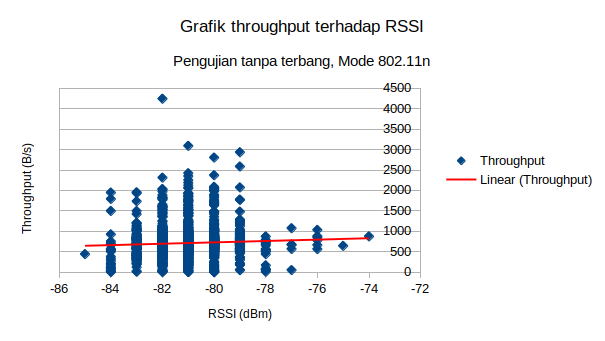 Grafik throughput terhadap RSSI
Pengujian tanpa terbang, Mode 802.11n
Throughput (B/s)
4500
4000
3500
3000
2500
2000
1500
1000
500
0
-86 -84 -82 -80 -78 -76 -74 -72
RSSI (dBm)
Throughput
Linear (Throughput)